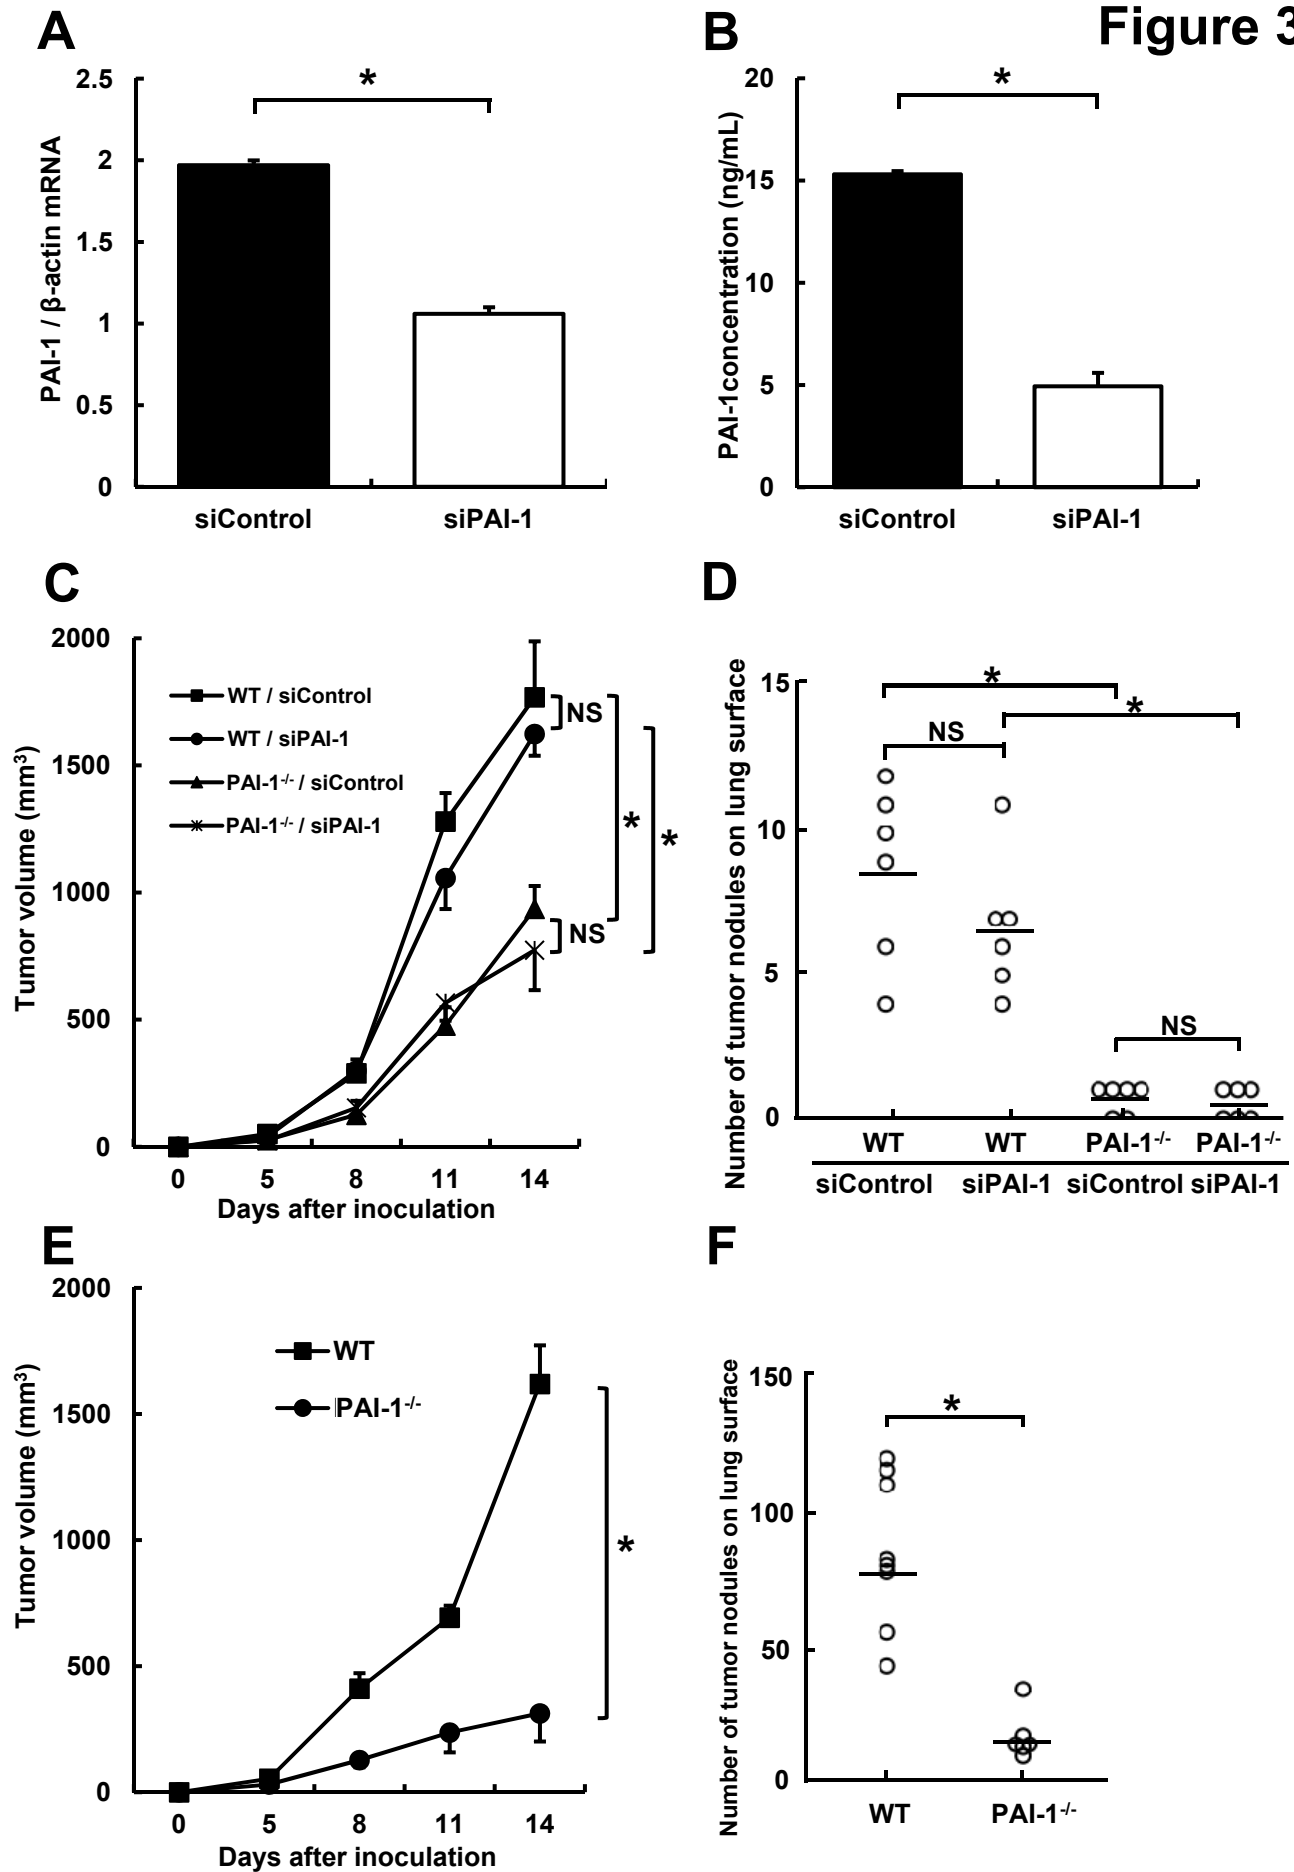 Figure 3
A
2.5
2
1.5
1
0.5
0
PAI-1 / β-actin mRNA
*
siControl
siPAI-1
B
20
15
10
5
0
PAI-1concentration (ng/mL)
*
siControl
siPAI-1
C
2000
1500
1000
500
0
Tumor volume (mm³)
WT / siControl
WT / siPAI-1
PAI-1⁻/⁻ / siControl
PAI-1⁻/⁻ / siPAI-1
NS
*
*
NS
0 5 8 11 14
Days after inoculation
D
15
10
5
0
Number of tumor nodules on lung surface
*
*
NS
NS
WT WT PAI-1⁻/⁻ PAI-1⁻/⁻
siControl siPAI-1 siControl siPAI-1
E
2000
1500
1000
500
0
Tumor volume (mm³)
WT
PAI-1⁻/⁻
*
0 5 8 11 14
Days after inoculation
F
150
100
50
0
Number of tumor nodules on lung surface
*
WT PAI-1⁻/⁻